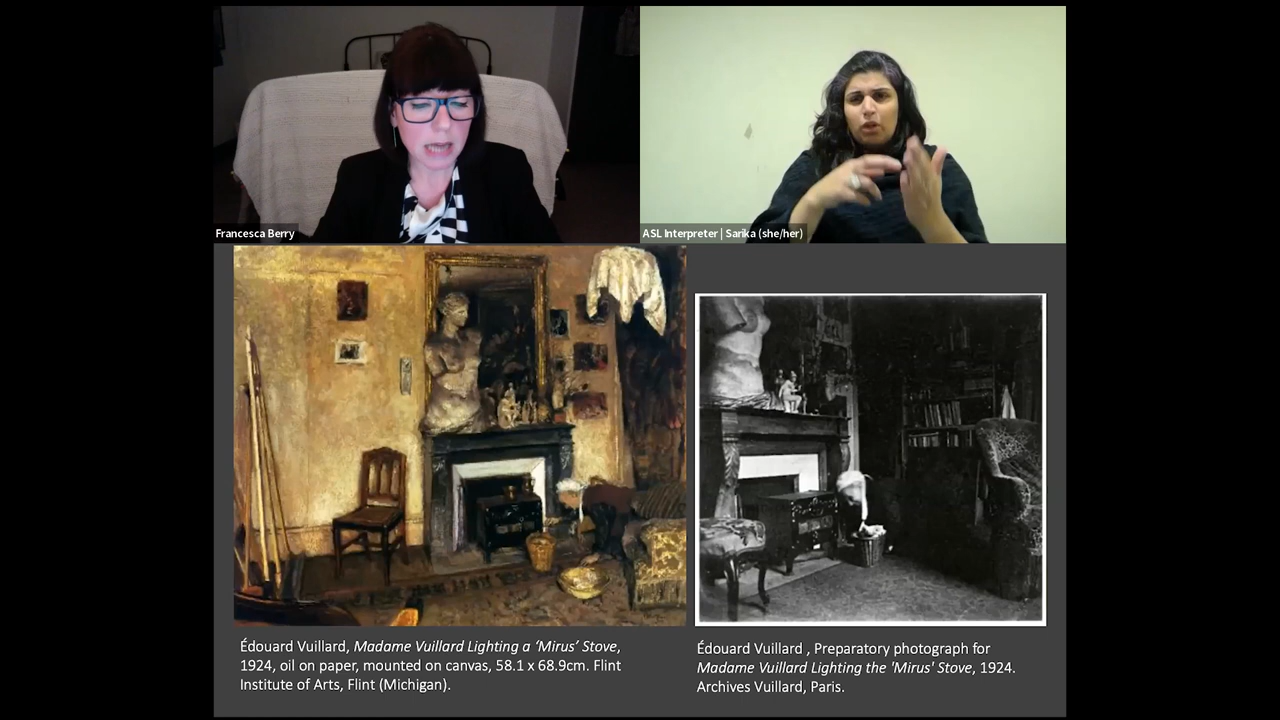 Francesca Berry
ASL Interpreter | Sarika (she/her)
Édouard Vuillard, Madame Vuillard Lighting a ‘Mirus’ Stove,
1924, oil on paper, mounted on canvas, 58.1 x 68.9cm. Flint
Institute of Arts, Flint (Michigan).
Édouard Vuillard , Preparatory photograph for
Madame Vuillard Lighting the 'Mirus' Stove, 1924.
Archives Vuillard, Paris.